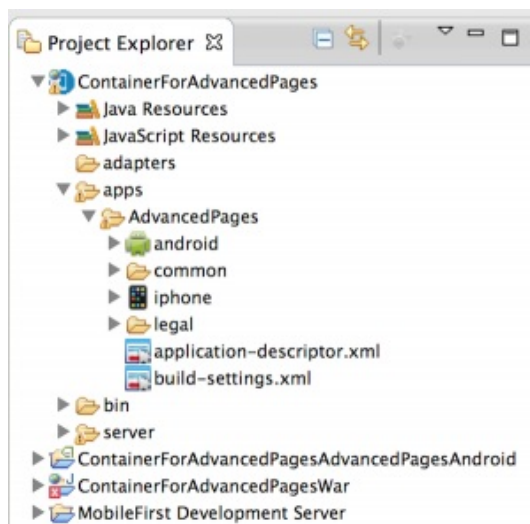 Project Explorer
ContainerForAdvancedPages
Java Resources
JavaScript Resources
adapters
apps
AdvancedPages
android
common
iphone
legal
application-descriptor.xml
build-settings.xml
bin
server
ContainerForAdvancedPagesAdvancedPagesAndroid
ContainerForAdvancedPagesWar
MobileFirst Development Server